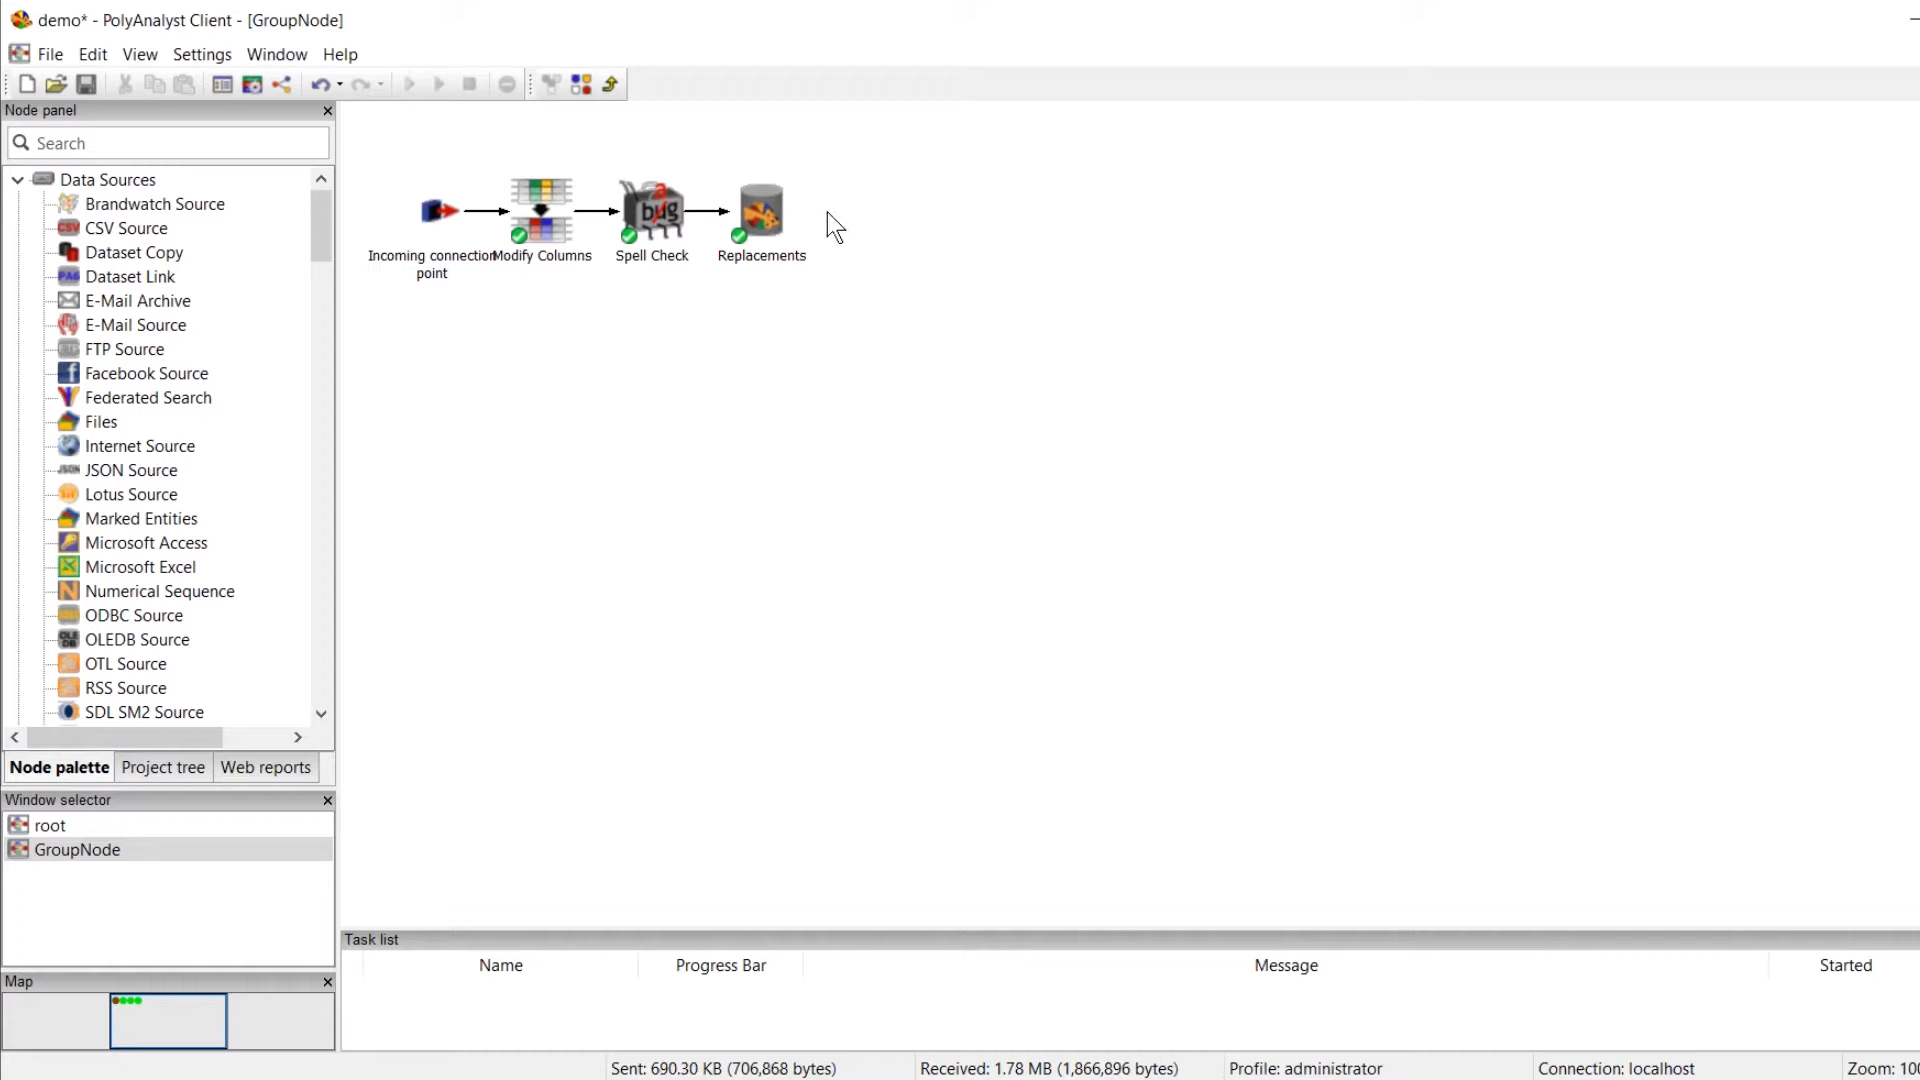 demo* - PolyAnalyst Client - [GroupNode]
File Edit View Settings Window Help
Node panel
Search
Data Sources
Brandwatch Source
CSV Source
Dataset Copy
Dataset Link
E-Mail Archive
E-Mail Source
FTP Source
Facebook Source
Federated Search
Files
Internet Source
JSON Source
Lotus Source
Marked Entities
Microsoft Access
Microsoft Excel
Numerical Sequence
ODBC Source
OLEDB Source
OTL Source
RSS Source
SDL SM2 Source
Node palette Project tree Web reports
Window selector
root
GroupNode
Map
bug
Incoming connection Modify Columns Spell Check Replacements
point
Task list
Name Progress Bar Message Started
Sent: 690.30 KB (706,868 bytes) Received: 1.78 MB (1,866,896 bytes) Profile: administrator Connection: localhost Zoom: 100